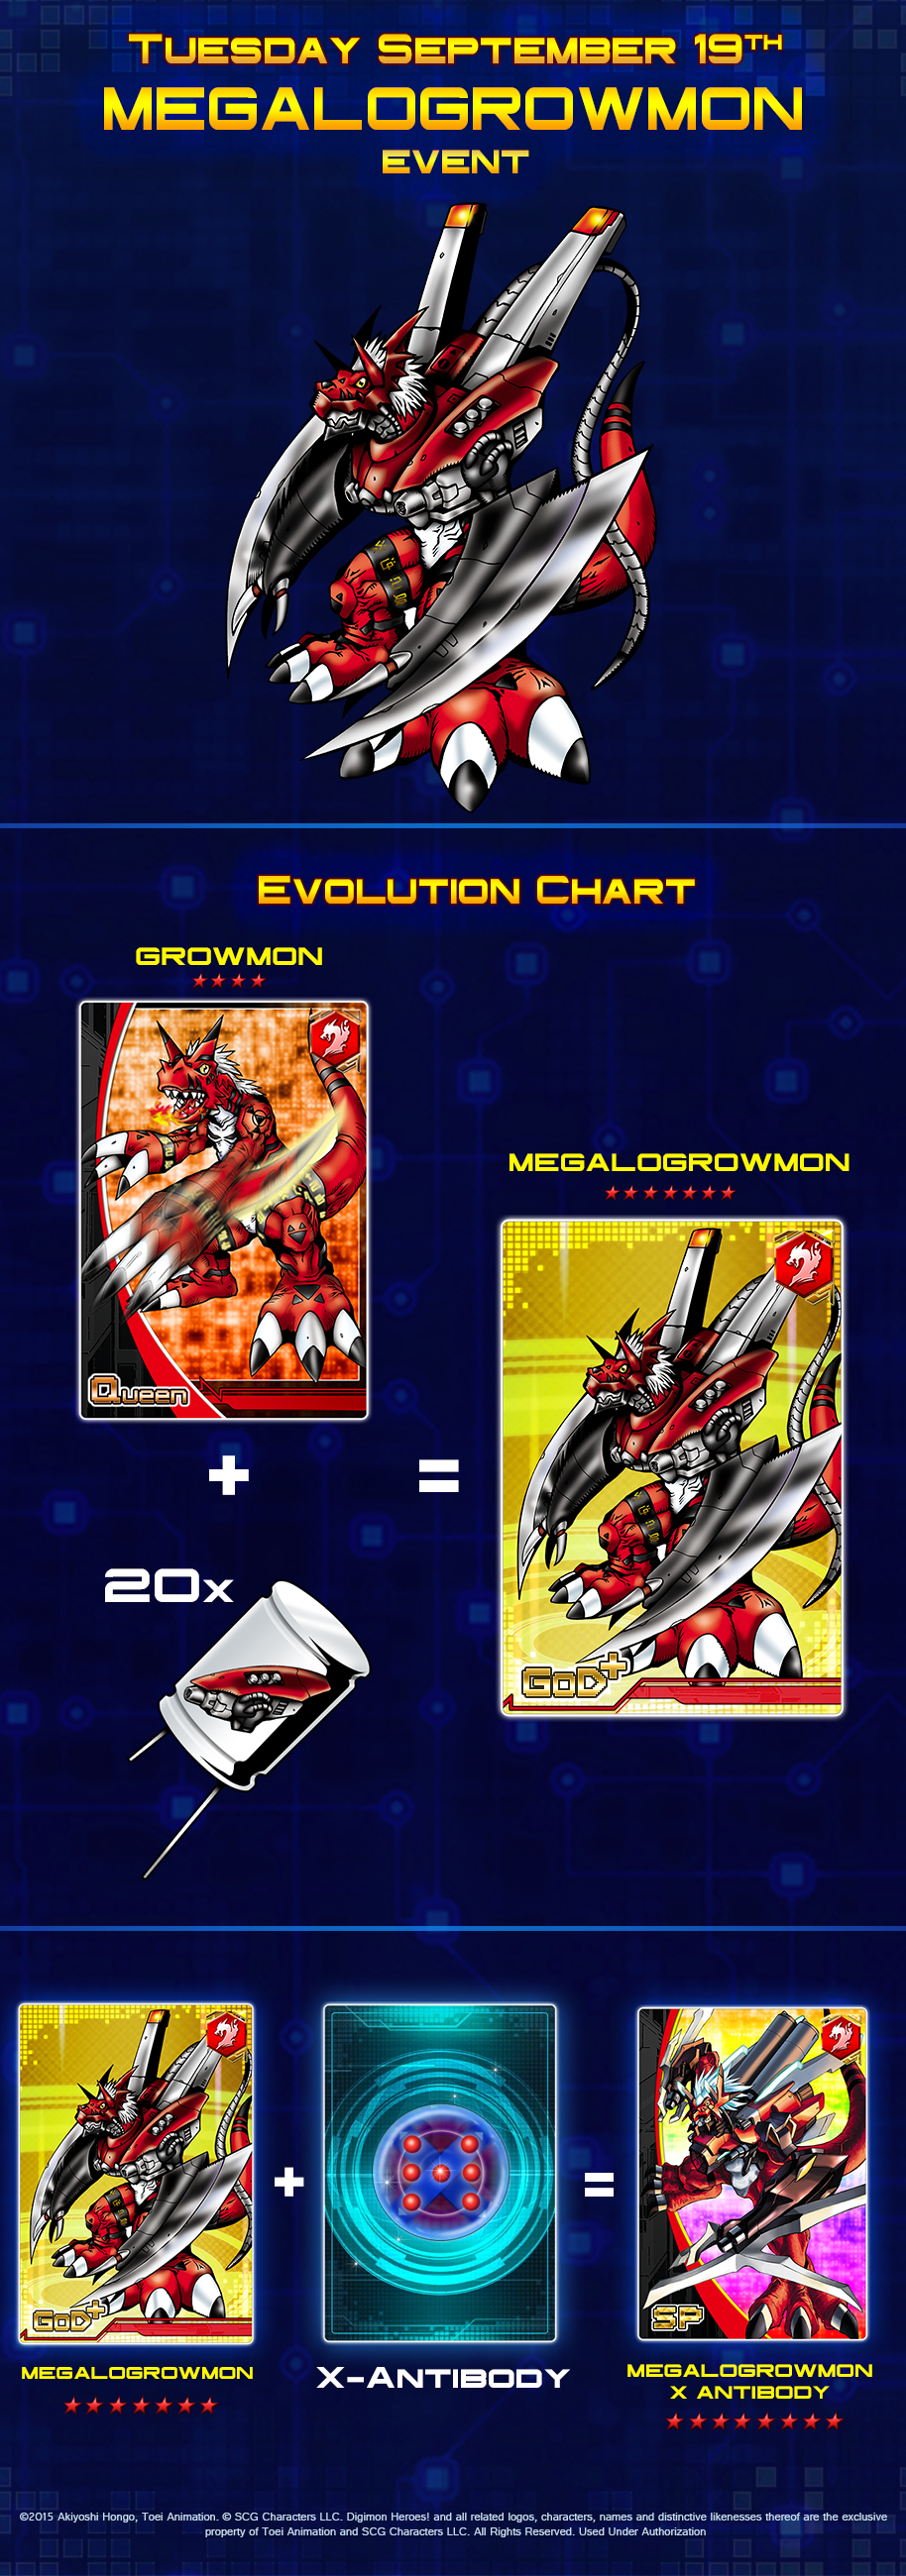 TUESDAY SEPTEMBER 19TH
MEGALOGROWMON
EVENT
EVOLUTION CHART
GROWMON
Queen
+
20x
=
MEGALOGROWMON
GOD+
GOD+
+
=
SP
MEGALOGROWMON
X-ANTIBODY
MEGALOGROWMON
X ANTIBODY
©2015 Akiyoshi Hongo, Toei Animation. © SCG Characters LLC. Digimon Heroes! and all related logos, characters, names and distinctive likenesses thereof are the exclusive
property of Toei Animation and SCG Characters LLC. All Rights Reserved. Used Under Authorization